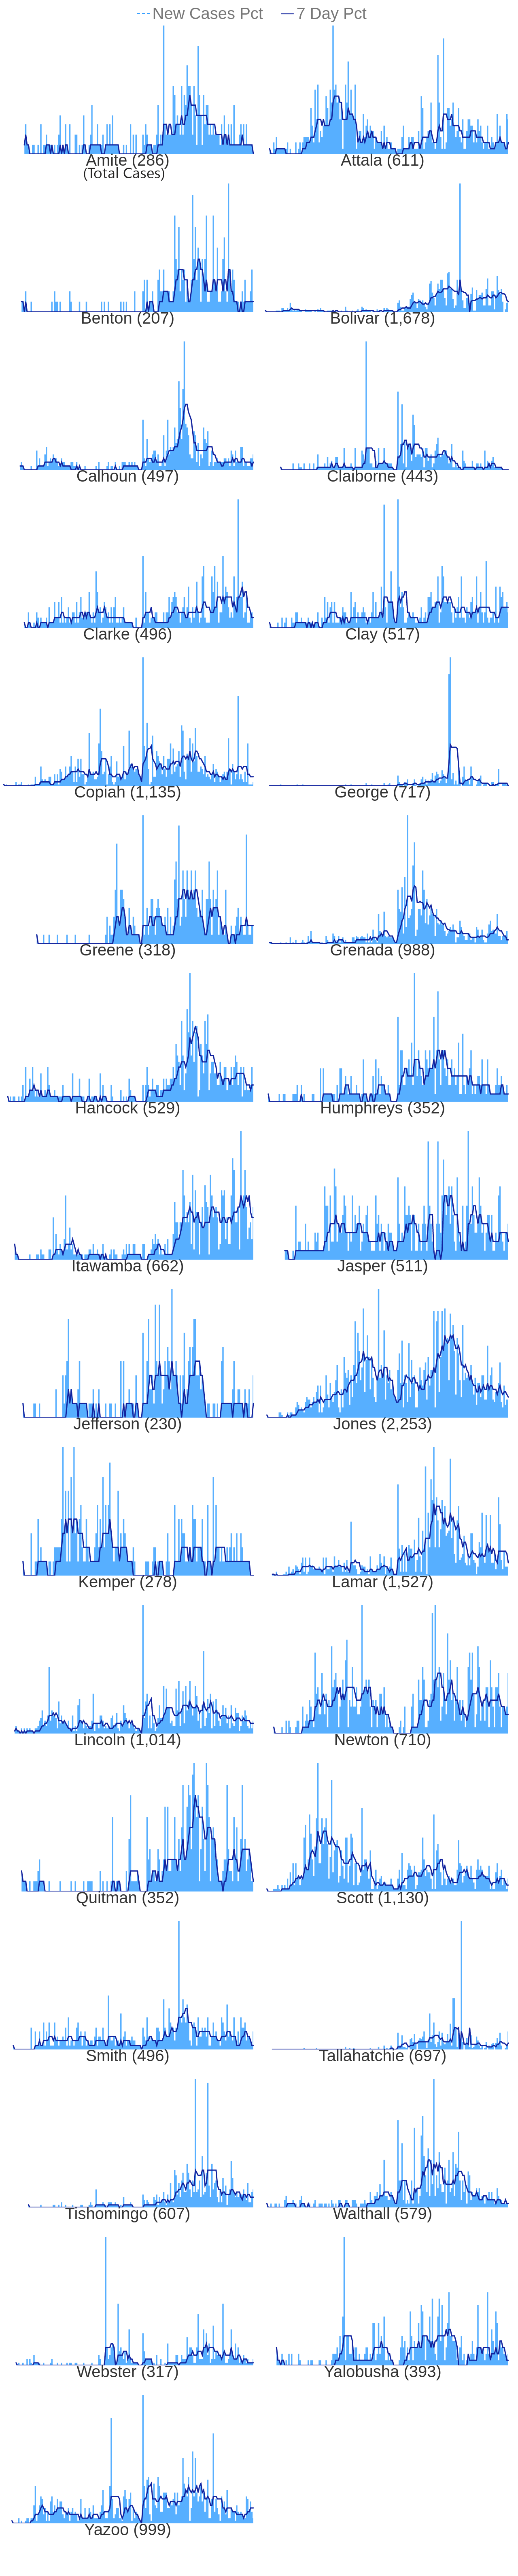 New Cases Pct 7 Day Pct
Amite (286) Attala (611)
(Total Cases)
Benton (207) Bolivar (1,678)
Calhoun (497) Claiborne (443)
Clarke (496) Clay (517)
Copiah (1,135) George (717)
Greene (318) Grenada (988)
Hancock (529) Humphreys (352)
Itawamba (662) Jasper (511)
Jefferson (230) Jones (2,253)
Kemper (278) Lamar (1,527)
Lincoln (1,014) Newton (710)
Quitman (352) Scott (1,130)
Smith (496) Tallahatchie (697)
Tishomingo (607) Walthall (579)
Webster (317) Yalobusha (393)
Yazoo (999)